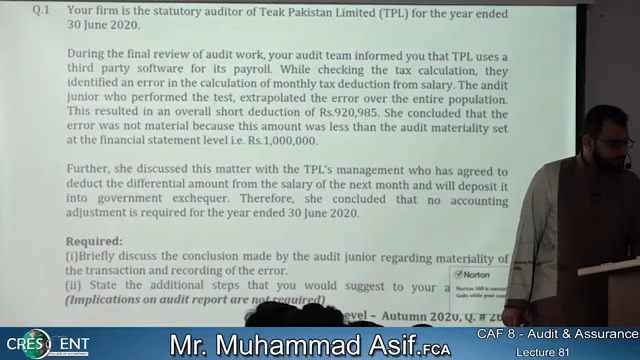 Q.1 Your firm is the statutory auditor of Teak Pakistan Limited (TPL) for the year ended
30 June 2020.
During the final review of audit work, your audit team informed you that TPL uses a
third party software for its payroll. While checking the tax calculation, they
identified an error in the calculation of monthly tax deduction from salary. The audit
junior who performed the test, extrapolated the error over the entire population.
This resulted in an overall short deduction of Rs.920,985. She concluded that
the error was not material because this amount was less than the audit materiality set
at the financial statement level i.e. Rs.1,000,000.
Further, she discussed this matter with the TPL's management who has agreed to
deduct the differential amount from the salary of the next month and will deposit it
into government exchequer. Therefore, she concluded that no accounting
adjustment is required for the year ended 30 June 2020.
Required:
(i)Briefly discuss the conclusion made by the audit junior regarding materiality of
the transaction and recording of the error.
(ii) State the additional steps that you would suggest to your a
(Implications on audit report are not required)
Norton
Norton 360 is
tasks while your
evel – Autumn 2020, Q. # 
CRESCENT
Mr. Muhammad Asif.FCA
CAF 8 - Audit & Assurance
Lecture 81